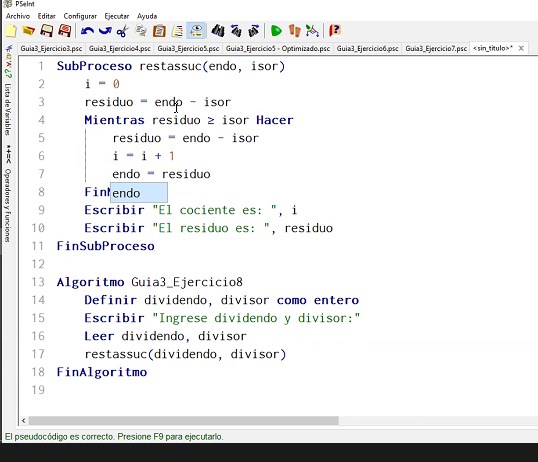 PSeInt
Archivo Editar Configurar Ejecutar Ayuda
Guia3_Ejercicio3.psc Guia3_Ejercicio4.psc Guia3_Ejercicio5.psc Guia3_Ejercicio5 - Optimizado.psc Guia3_Ejercicio6.psc Guia3_Ejercicio7.psc <sin_titulo>* X
Lista de Variables
Operadores y Funciones
1 SubProceso restassuc(endo, isor)
2 i = 0
3 residuo = endo - isor
4 Mientras residuo ≥ isor Hacer
5 residuo = endo - isor
6 i = i + 1
7 endo = residuo
8 Fin
endo
9 Escribir "El cociente es: ", i
10 Escribir "El residuo es: ", residuo
11 FinSubProceso
12
13 Algoritmo Guia3_Ejercicio8
14 Definir dividendo, divisor como entero
15 Escribir "Ingrese dividendo y divisor:"
16 Leer dividendo, divisor
17 restassuc(dividendo, divisor)
18 FinAlgoritmo
19
El pseudocódigo es correcto. Presione F9 para ejecutarlo.